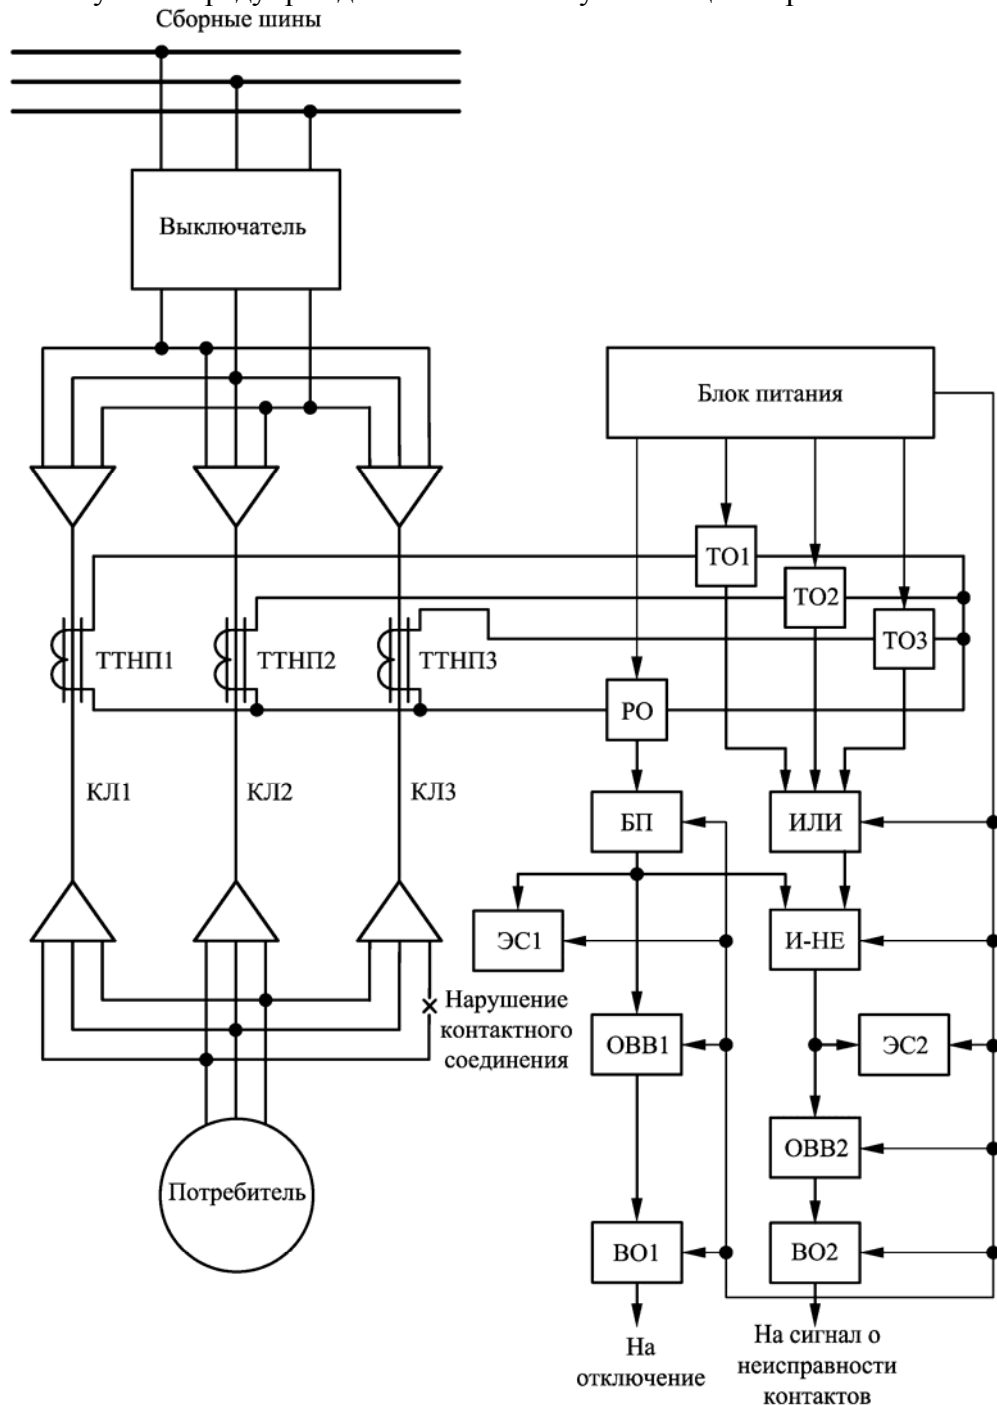 Сборные шины
Выключатель
Блок питания
ТО1
ТО2
ТО3
ТТНП1
ТТНП2
ТТНП3
РО
КЛ1
КЛ2
КЛ3
БП
ИЛИ
ЭС1
И-НЕ
Нарушение
контактного
соединения
ОВВ1
ЭС2
ОВВ2
Потребитель
ВО1
ВО2
На
отключение
На сигнал о
неисправности
контактов